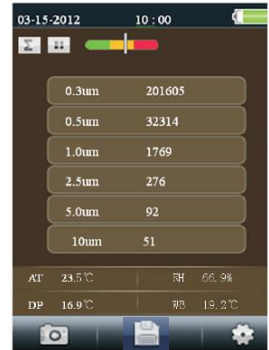 03-15-2012 10 : 00
Σ
0.3um 201605
0.5um 32314
1.0um 1769
2.5um 276
5.0um 92
10um 51
AT 23.5℃ RH 66.9%
DP 16.9℃ WB 19.2℃